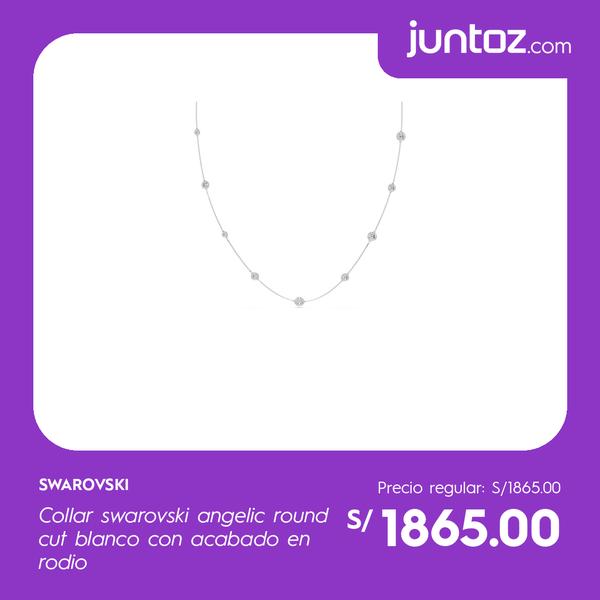 juntoz.com
SWAROVSKI
Collar swarovski angelic round
cut blanco con acabado en
rodio
Precio regular: S/1865.00
S/ 1865.00